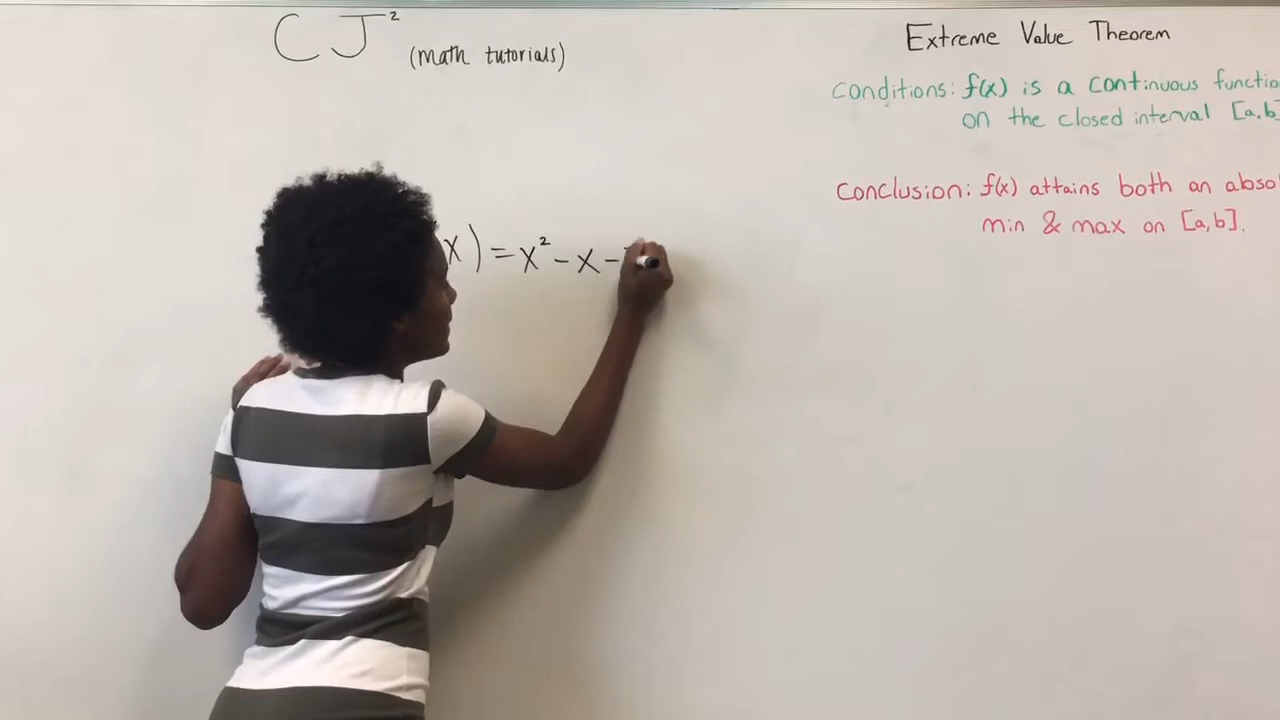 CJ²
(math tutorials)
Extreme Value Theorem
conditions: f(x) is a continuous functio
on the closed interval [a,b
Conclusion: f(x) attains both an abso
min & max on [a,b].
x) = x² - x -